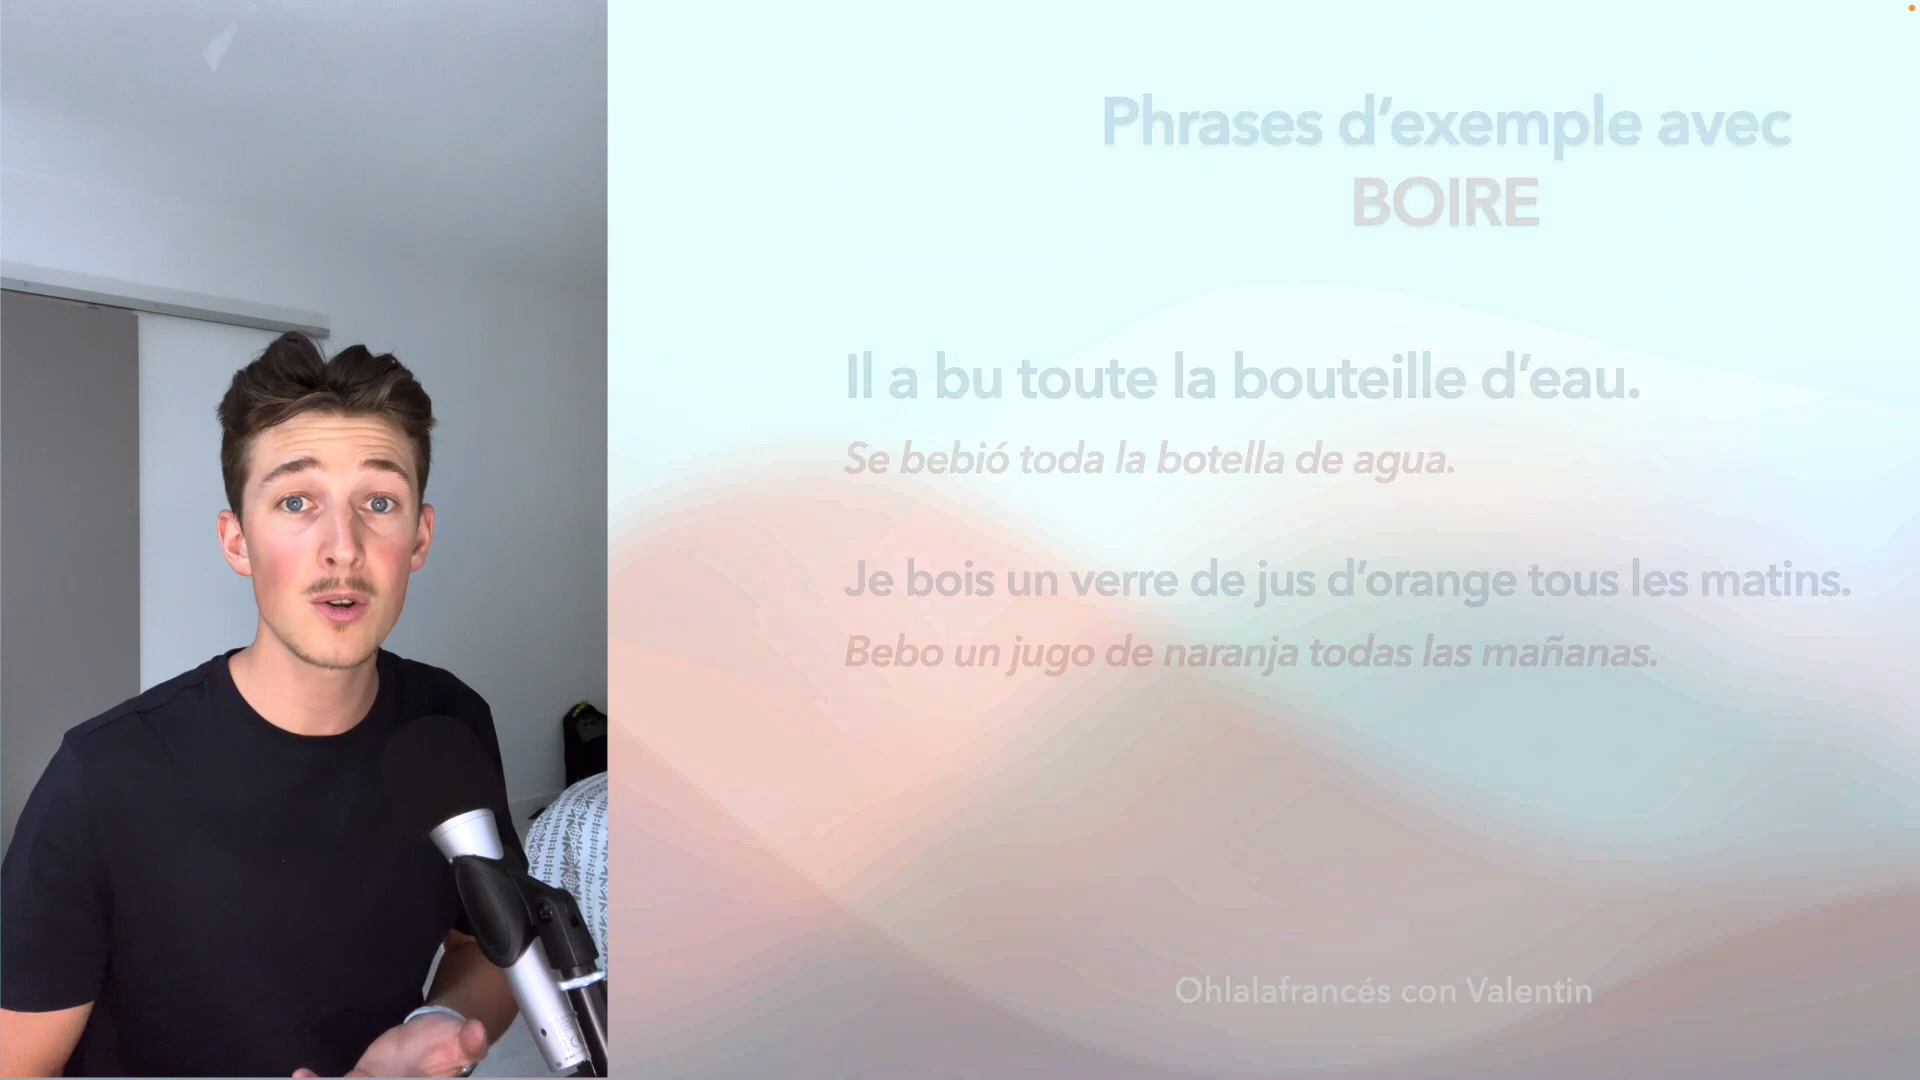 Phrases d’exemple avec
BOIRE
Il a bu toute la bouteille d’eau.
Se bebió toda la botella de agua.
Je bois un verre de jus d’orange tous les matins.
Bebo un jugo de naranja todas las mañanas.
Ohlalafrancés con Valentin